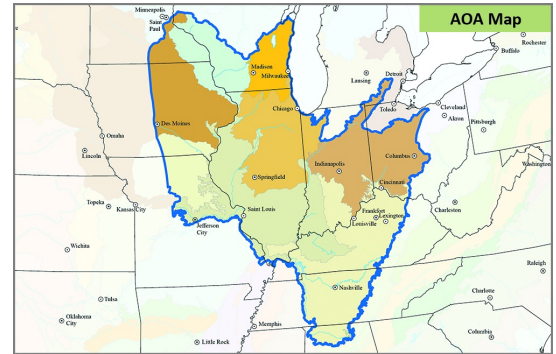 AOA Map
Minneapolis
Saint
Paul
Rochester
Buffalo
Madison
Milwaukee
Lansing
Detroit
Chicago
Toledo
Cleveland
Akron
Des Moines
Omaha
Pittsburgh
Lincoln
Indianapolis
Columbus
Washington
Springfield
Cincinnati
Topeka
Kansas City
Saint Louis
Jefferson
City
Frankfort
Lexington
Louisville
Charleston
Wichita
Nashville
Raleigh
Tulsa
Charlotte
Oklahoma
City
Memphis
Little Rock
Columbia